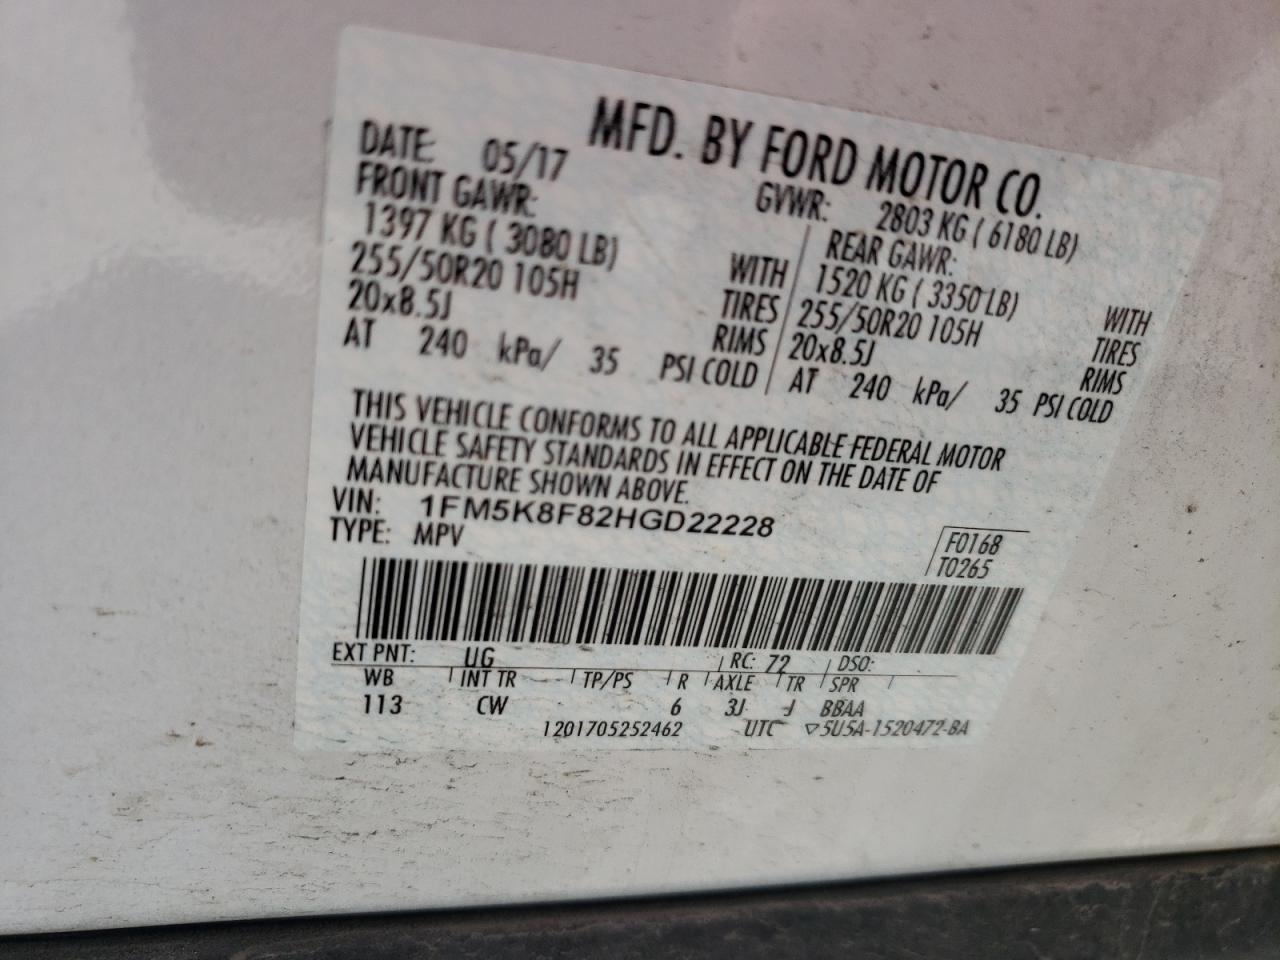 MFD. BY FORD MOTOR CO.
DATE: 05/17 GVWR: 2803 KG ( 6180 LB)
FRONT GAWR: REAR GAWR:
1397 KG ( 3080 LB) WITH 1520 KG ( 3350 LB) WITH
255/50R20 105H TIRES 255/50R20 105H TIRES
20x8.5J RIMS 20x8.5J RIMS
AT 240 kPa/ 35 PSI COLD AT 240 kPa/ 35 PSI COLD
THIS VEHICLE CONFORMS TO ALL APPLICABLE FEDERAL MOTOR
VEHICLE SAFETY STANDARDS IN EFFECT ON THE DATE OF
MANUFACTURE SHOWN ABOVE.
VIN: 1FM5K8F82HGD22228
TYPE: MPV
F0168
T0265
EXT PNT: UG RC: 72 DSO:
WB INT TR TP/PS R AXLE TR SPR
113 CW 6 3J J BBAA
1201705252462 UTC ▽5U5A-1520472-BA